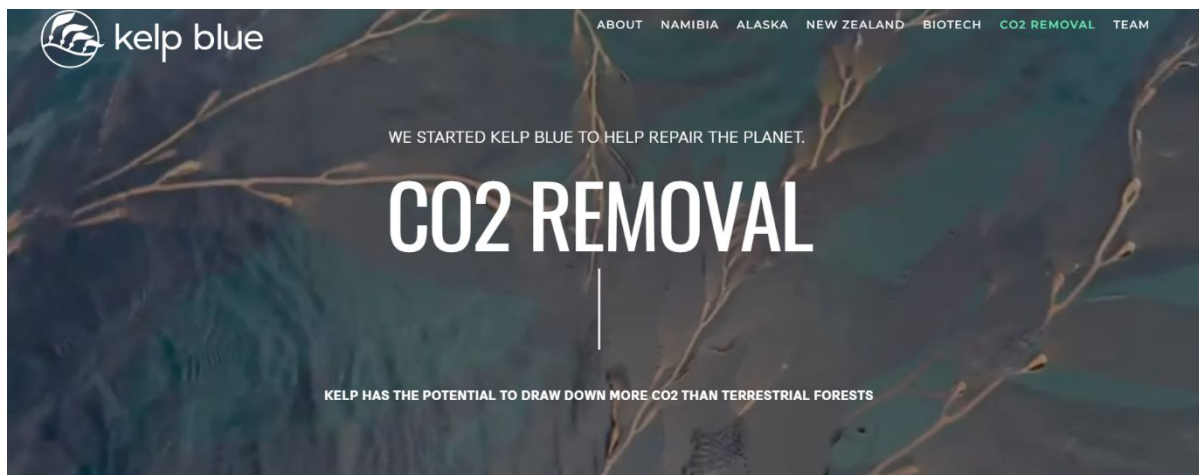 kelp blue
ABOUT NAMIBIA ALASKA NEW ZEALAND BIOTECH CO2 REMOVAL TEAM
WE STARTED KELP BLUE TO HELP REPAIR THE PLANET.
CO2 REMOVAL
KELP HAS THE POTENTIAL TO DRAW DOWN MORE CO2 THAN TERRESTRIAL FORESTS